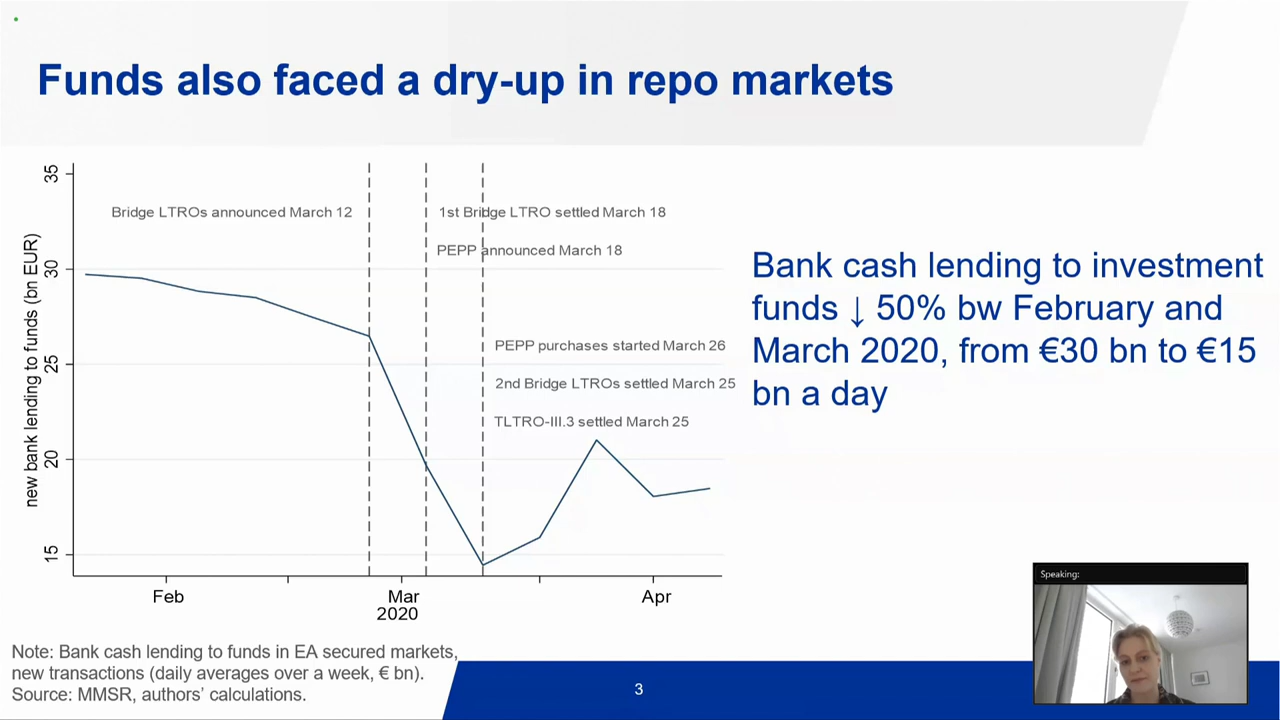 Funds also faced a dry-up in repo markets
new bank lending to funds (bn EUR)
35
30
25
20
15
Bridge LTROs announced March 12
1st Bridge LTRO settled March 18
PEPP announced March 18
PEPP purchases started March 26
2nd Bridge LTROs settled March 25
TLTRO-III.3 settled March 25
Feb
Mar
Apr
2020
Bank cash lending to investment
funds ↓ 50% bw February and
March 2020, from €30 bn to €15
bn a day
Note: Bank cash lending to funds in EA secured markets,
new transactions (daily averages over a week, € bn).
Source: MMSR, authors’ calculations.
3
Speaking: